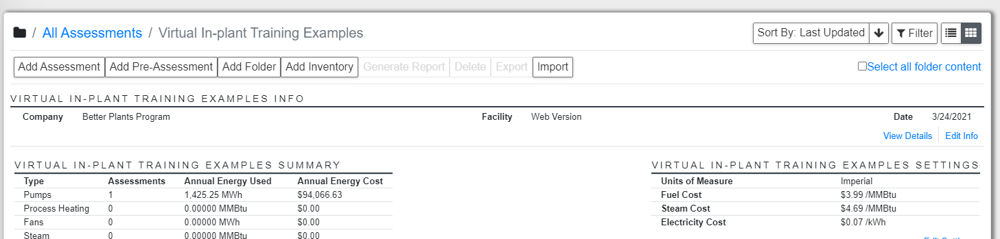 / All Assessments / Virtual In-plant Training Examples
Sort By: Last Updated Filter
Add Assessment Add Pre-Assessment Add Folder Add Inventory Generate Report Delete Export Import
Select all folder content
VIRTUAL IN-PLANT TRAINING EXAMPLES INFO
Company Better Plants Program Facility Web Version Date 3/24/2021
View Details Edit Info
VIRTUAL IN-PLANT TRAINING EXAMPLES SUMMARY
Type Assessments Annual Energy Used Annual Energy Cost
Pumps 1 1,425.25 MWh $94,066.63
Process Heating 0 0.00000 MMBtu $0.00
Fans 0 0.00000 MWh $0.00
Steam 0 0.00000 MMBtu $0.00
VIRTUAL IN-PLANT TRAINING EXAMPLES SETTINGS
Units of Measure Imperial
Fuel Cost $3.99 /MMBtu
Steam Cost $4.69 /MMBtu
Electricity Cost $0.07 /kWh